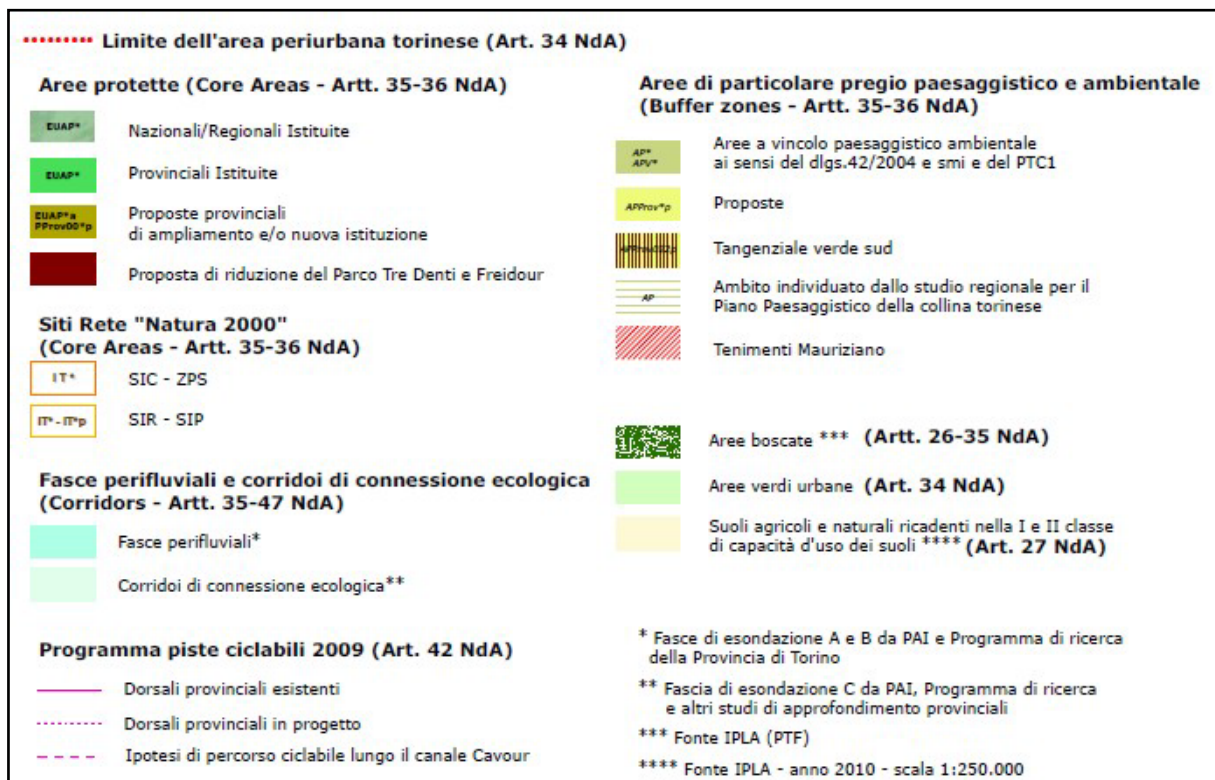 Limite dell'area periurbana torinese (Art. 34 NdA)
Aree protette (Core Areas - Artt. 35-36 NdA)
EUAP*
Nazionali/Regionali Istituite
EUAP*
Provinciali Istituite
EUAP*a
PProv00*p
Proposte provinciali
di ampliamento e/o nuova istituzione
Proposta di riduzione del Parco Tre Denti e Freidour
Siti Rete "Natura 2000"
(Core Areas - Artt. 35-36 NdA)
IT*
SIC - ZPS
IT* - IT*p
SIR - SIP
Fasce perifluviali e corridoi di connessione ecologica
(Corridors - Artt. 35-47 NdA)
Fasce perifluviali*
Corridoi di connessione ecologica**
Programma piste ciclabili 2009 (Art. 42 NdA)
Dorsali provinciali esistenti
Dorsali provinciali in progetto
Ipotesi di percorso ciclabile lungo il canale Cavour
Aree di particolare pregio paesaggistico e ambientale
(Buffer zones - Artt. 35-36 NdA)
AP*
APV*
Aree a vincolo paesaggistico ambientale
ai sensi del dlgs.42/2004 e smi e del PTC1
APProv*p
Proposte
Tangenziale verde sud
AP
Ambito individuato dallo studio regionale per il
Piano Paesaggistico della collina torinese
Tenimenti Mauriziano
Aree boscate *** (Artt. 26-35 NdA)
Aree verdi urbane (Art. 34 NdA)
Suoli agricoli e naturali ricadenti nella I e II classe
di capacità d'uso dei suoli **** (Art. 27 NdA)
* Fasce di esondazione A e B da PAI e Programma di ricerca
della Provincia di Torino
** Fascia di esondazione C da PAI, Programma di ricerca
e altri studi di approfondimento provinciali
*** Fonte IPLA (PTF)
**** Fonte IPLA - anno 2010 - scala 1:250.000